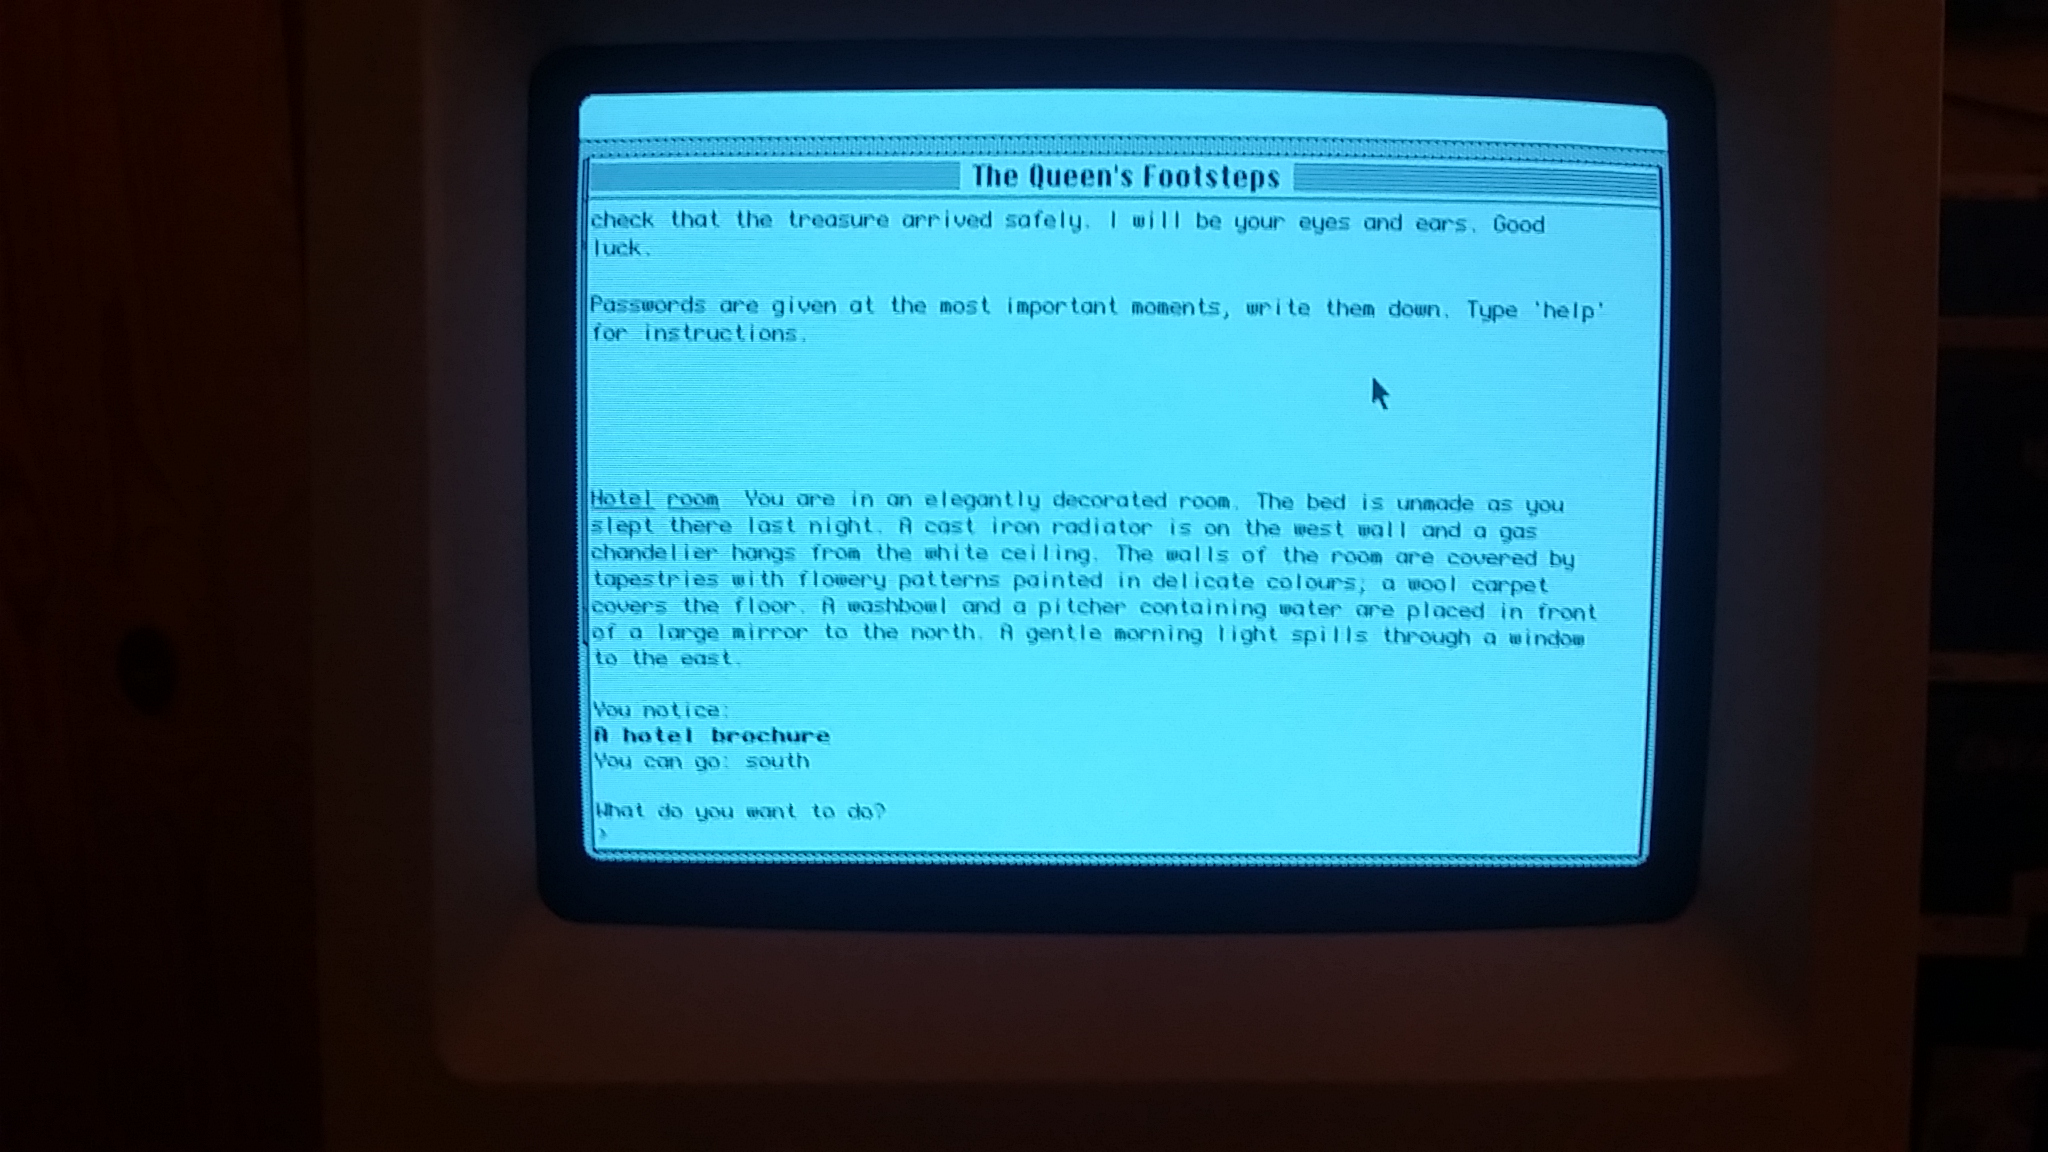 The Queen's Footsteps
check that the treasure arrived safely. I will be your eyes and ears. Good
luck.
Passwords are given at the most important moments, write them down. Type 'help'
for instructions.
Hotel room  You are in an elegantly decorated room. The bed is unmade as you
slept there last night. A cast iron radiator is on the west wall and a gas
chandelier hangs from the white ceiling. The walls of the room are covered by
tapestries with flowery patterns painted in delicate colours; a wool carpet
covers the floor. A washbowl and a pitcher containing water are placed in front
of a large mirror to the north. A gentle morning light spills through a window
to the east.
You notice:
A hotel brochure
You can go: south
What do you want to do?
>